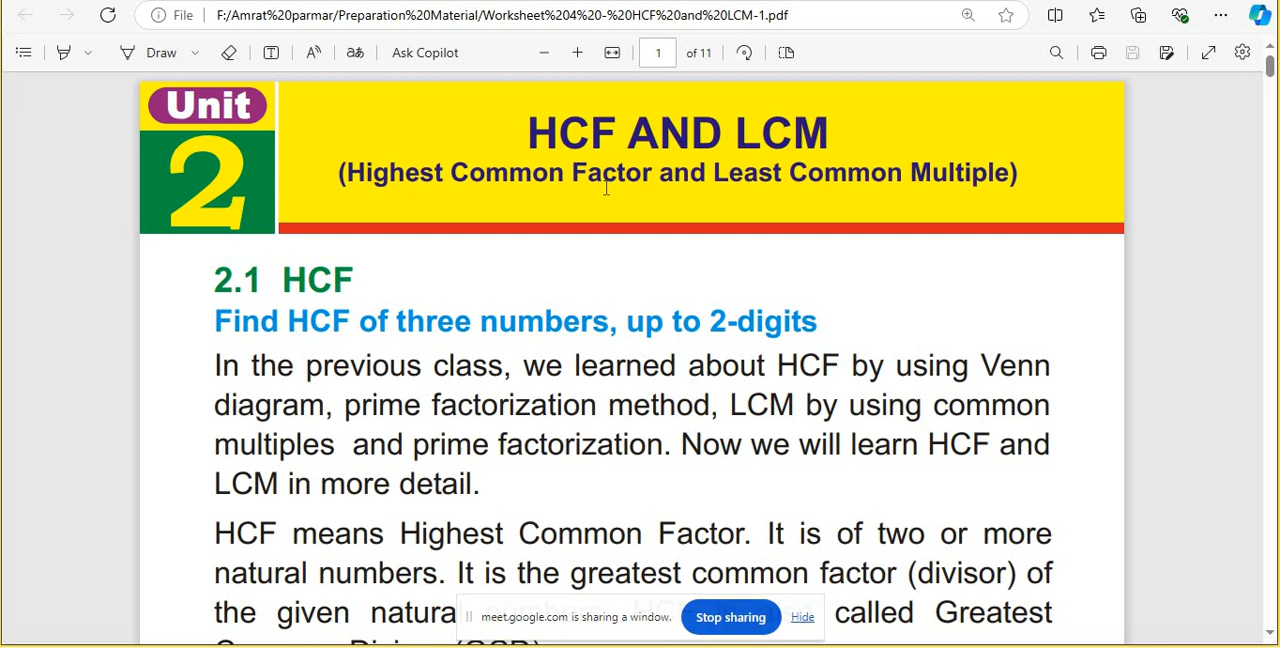 File F:/Amrat%20parmar/Preparation%20Material/Worksheet%204%20-%20HCF%20and%20LCM-1.pdf
Draw Ask Copilot 1 of 11
Unit
2
HCF AND LCM
(Highest Common Factor and Least Common Multiple)
2.1 HCF
Find HCF of three numbers, up to 2-digits
In the previous class, we learned about HCF by using Venn
diagram, prime factorization method, LCM by using common
multiples and prime factorization. Now we will learn HCF and
LCM in more detail.
HCF means Highest Common Factor. It is of two or more
natural numbers. It is the greatest common factor (divisor) of
the given natural called Greatest
meet.google.com is sharing a window. Stop sharing Hide